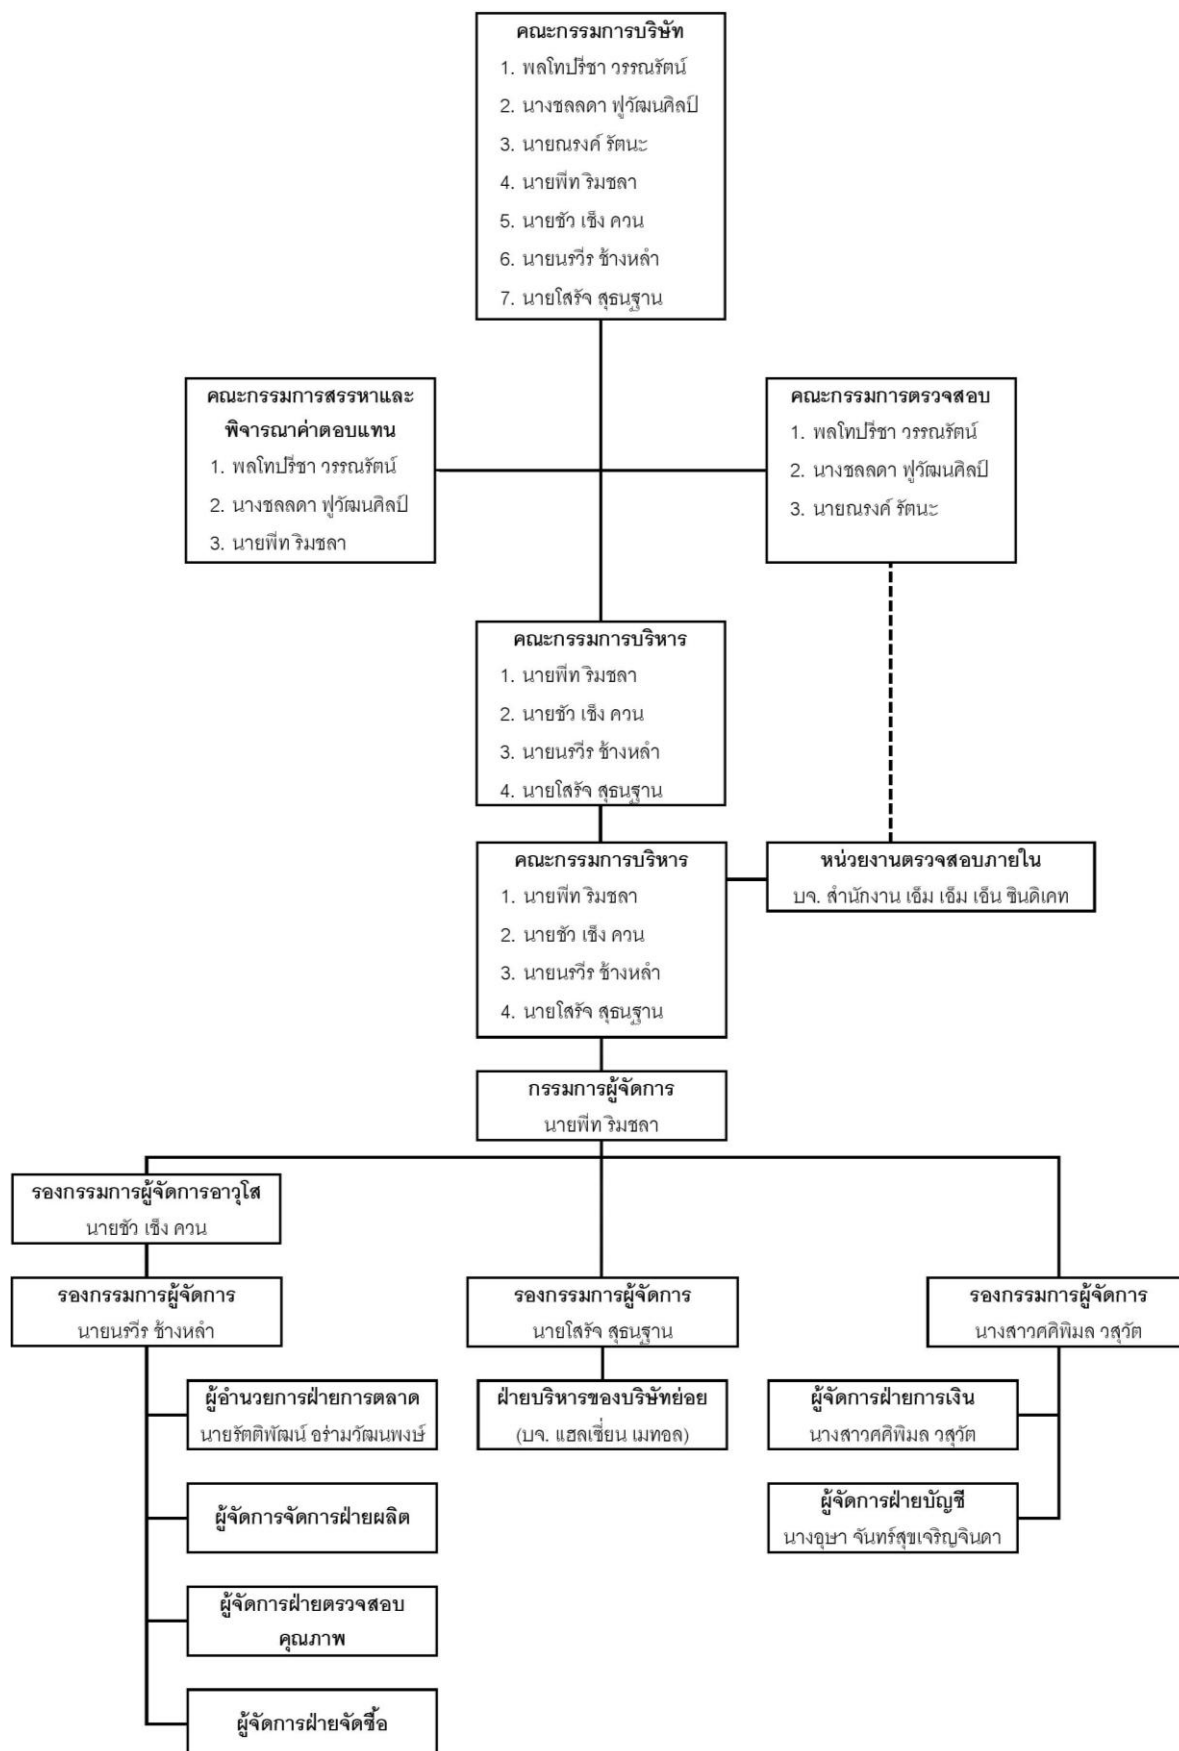 คณะกรรมการบริษัท
1. พลโทปรีชา วรรณรัตน์
2. นางชลลดา ฟูวัฒนศิลป์
3. นายณรงค์ รัตนะ
4. นายพีท ริมชลา
5. นายชัว เช็ง ควน
6. นายนรวีร ช้างหลำ
7. นายโสรัจ สุธนฐาน
คณะกรรมการสรรหาและ
พิจารณาค่าตอบแทน
1. พลโทปรีชา วรรณรัตน์
2. นางชลลดา ฟูวัฒนศิลป์
3. นายพีท ริมชลา
คณะกรรมการตรวจสอบ
1. พลโทปรีชา วรรณรัตน์
2. นางชลลดา ฟูวัฒนศิลป์
3. นายณรงค์ รัตนะ
คณะกรรมการบริหาร
1. นายพีท ริมชลา
2. นายชัว เช็ง ควน
3. นายนรวีร ช้างหลำ
4. นายโสรัจ สุธนฐาน
คณะกรรมการบริหาร
1. นายพีท ริมชลา
2. นายชัว เช็ง ควน
3. นายนรวีร ช้างหลำ
4. นายโสรัจ สุธนฐาน
หน่วยงานตรวจสอบภายใน
บจ. สำนักงาน เอ็ม เอ็ม เอ็น ซินดิเคท
กรรมการผู้จัดการ
นายพีท ริมชลา
รองกรรมการผู้จัดการอาวุโส
นายชัว เช็ง ควน
รองกรรมการผู้จัดการ
นายนรวีร ช้างหลำ
รองกรรมการผู้จัดการ
นายโสรัจ สุธนฐาน
รองกรรมการผู้จัดการ
นางสาวศศิพิมล วสุวัต
ผู้อำนวยการฝ่ายการตลาด
นายรัตติพัฒน์ อร่ามวัฒนพงษ์
ฝ่ายบริหารของบริษัทย่อย
(บจ. แฮลเซี่ยน เมทอล)
ผู้จัดการฝ่ายการเงิน
นางสาวศศิพิมล วสุวัต
ผู้จัดการจัดการฝ่ายผลิต
ผู้จัดการฝ่ายบัญชี
นางอุษา จันทร์สุขเจริญจินดา
ผู้จัดการฝ่ายตรวจสอบ
คุณภาพ
ผู้จัดการฝ่ายจัดซื้อ